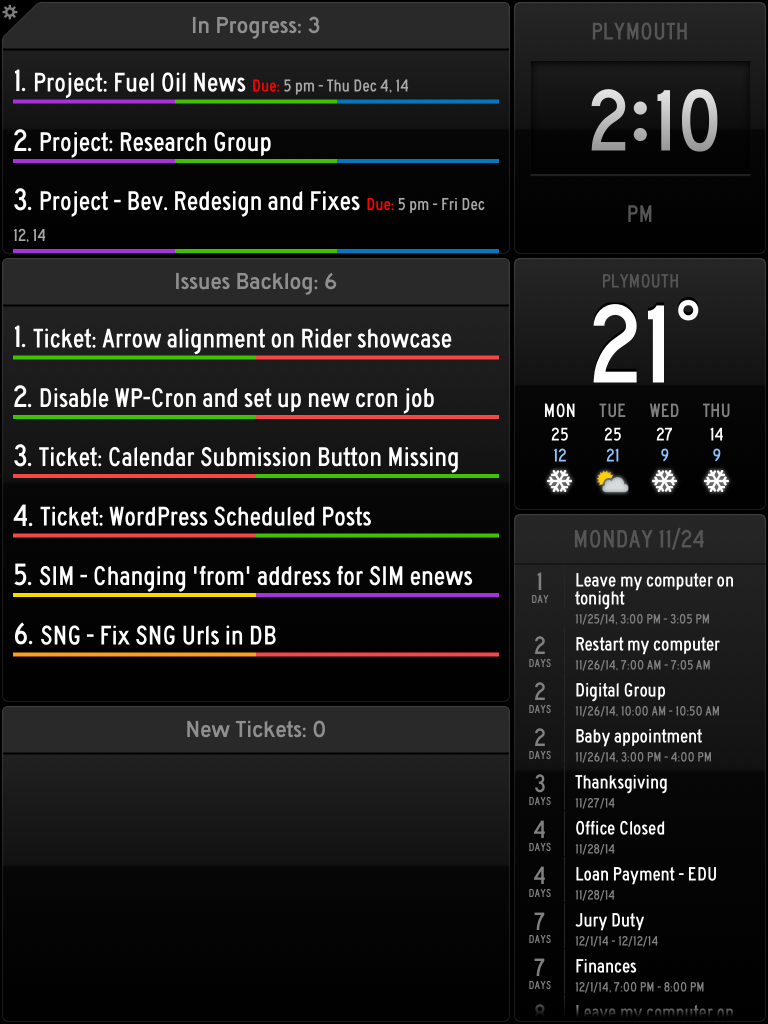 In Progress: 3
1. Project: Fuel Oil News Due: 5 pm - Thu Dec 4, 14
2. Project: Research Group
3. Project - Bev. Redesign and Fixes Due: 5 pm - Fri Dec
12, 14
Issues Backlog: 6
1. Ticket: Arrow alignment on Rider showcase
2. Disable WP-Cron and set up new cron job
3. Ticket: Calendar Submission Button Missing
4. Ticket: WordPress Scheduled Posts
5. SIM - Changing 'from' address for SIM enews
6. SNG - Fix SNG Urls in DB
New Tickets: 0
PLYMOUTH
2:10
PM
PLYMOUTH
21°
MON TUE WED THU
25 25 27 14
12 21 9 9
MONDAY 11/24
1 DAY
Leave my computer on
tonight
11/25/14, 3:00 PM - 3:05 PM
2 DAYS
Restart my computer
11/26/14, 7:00 AM - 7:05 AM
2 DAYS
Digital Group
11/26/14, 10:00 AM - 10:50 AM
2 DAYS
Baby appointment
11/26/14, 3:00 PM - 4:00 PM
3 DAYS
Thanksgiving
11/27/14
4 DAYS
Office Closed
11/28/14
4 DAYS
Loan Payment - EDU
11/28/14
7 DAYS
Jury Duty
12/1/14 - 12/12/14
7 DAYS
Finances
12/1/14, 7:00 PM - 8:00 PM
8
Leave my computer on